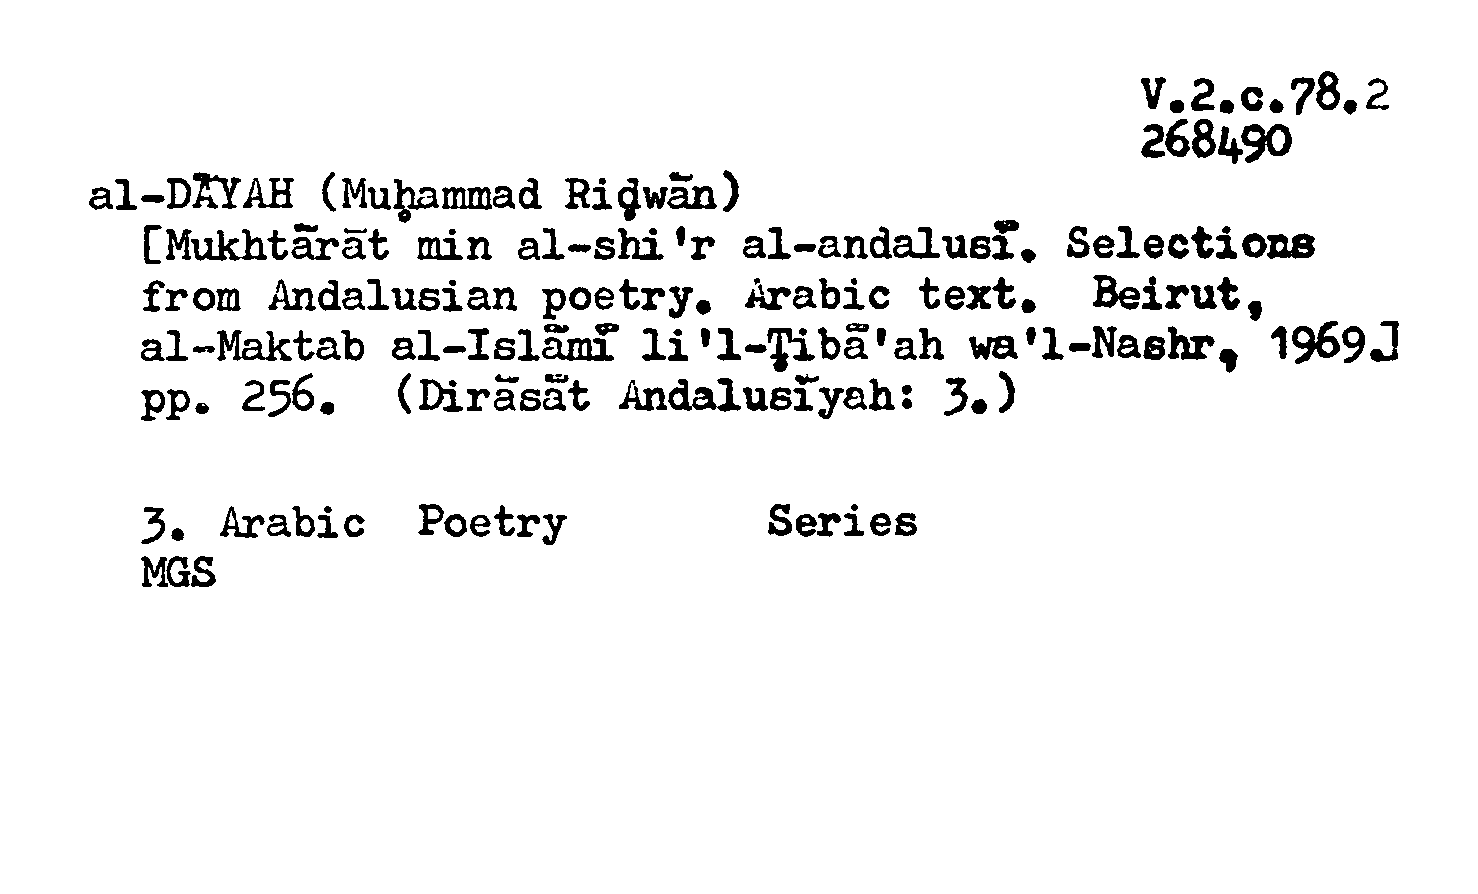 V.2.c.78.2
268490
al-DĀYAH (Muḥammad Riḍwān)
[Mukhtārāt min al-shi'r al-andalusī. Selections
from Andalusian poetry. Arabic text. Beirut,
al-Maktab al-Islāmī li'l-Ṭibā'ah wa'l-Nashr, 1969]
pp. 256. (Dirāsāt Andalusīyah: 3.)
3. Arabic Poetry Series
MGS